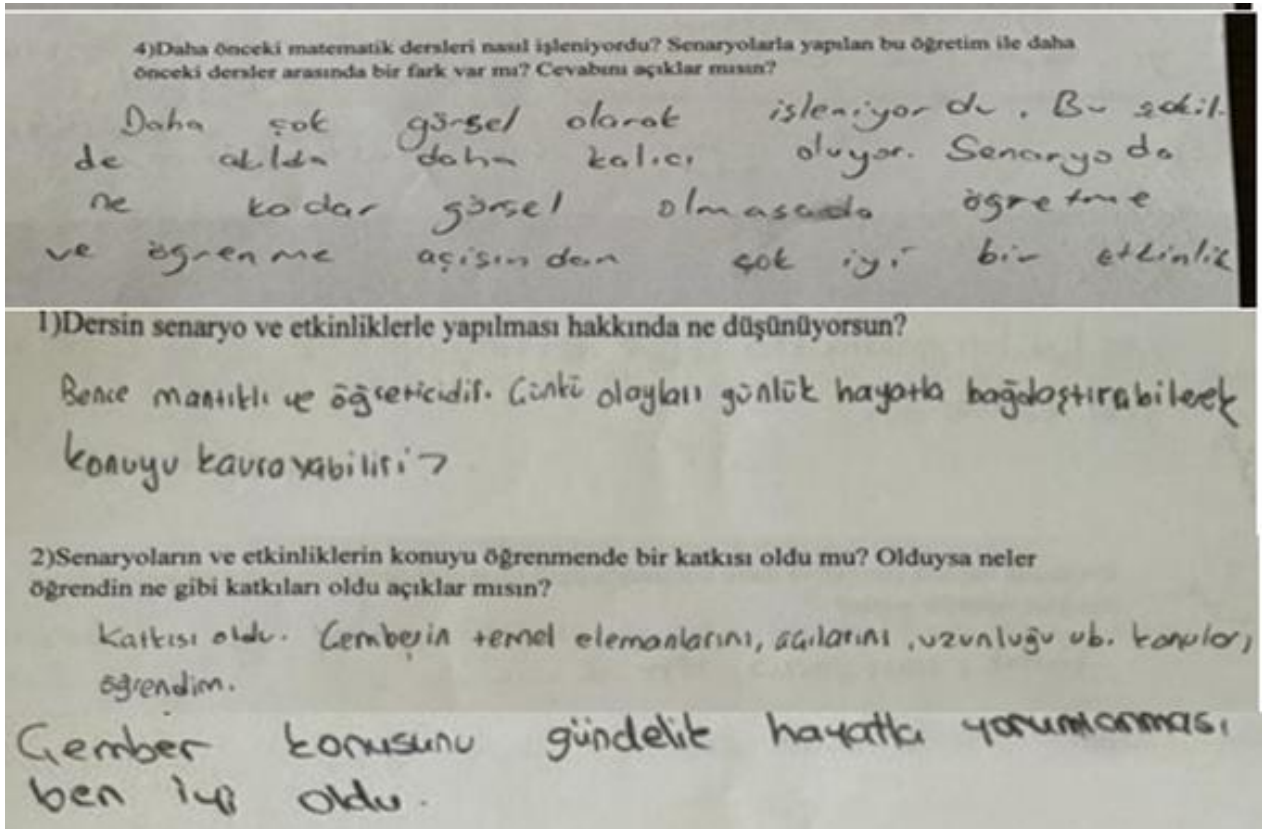 4)Daha önceki matematik dersleri nasıl işleniyordu? Senaryolarla yapılan bu öğretim ile daha
önceki dersler arasında bir fark var mı? Cevabını açıklar mısın?
Daha çok görsel olarak işleniyordu. Bu şekil-
de akılda daha kalıcı oluyor. Senaryoda
ne kadar görsel olmasada öğretme
ve öğrenme açisından çok iyi bir etkinlik
1)Dersin senaryo ve etkinliklerle yapılması hakkında ne düşünüyorsun?
Bence mantıklı ve öğreticidir. Çünkü olayları günlük hayatla bağdaştırabilerek
konuyu kavrayabiliriz
2)Senaryoların ve etkinliklerin konuyu öğrenmende bir katkısı oldu mu? Olduysa neler
öğrendin ne gibi katkıları oldu açıklar mısın?
Katkısı oldu. Çemberin temel elemanlarını, açılarını, uzunluğu vb. konuları
öğrendim.
Çember konusunu gündelik hayatla yorumlanması
ben iyi oldu.